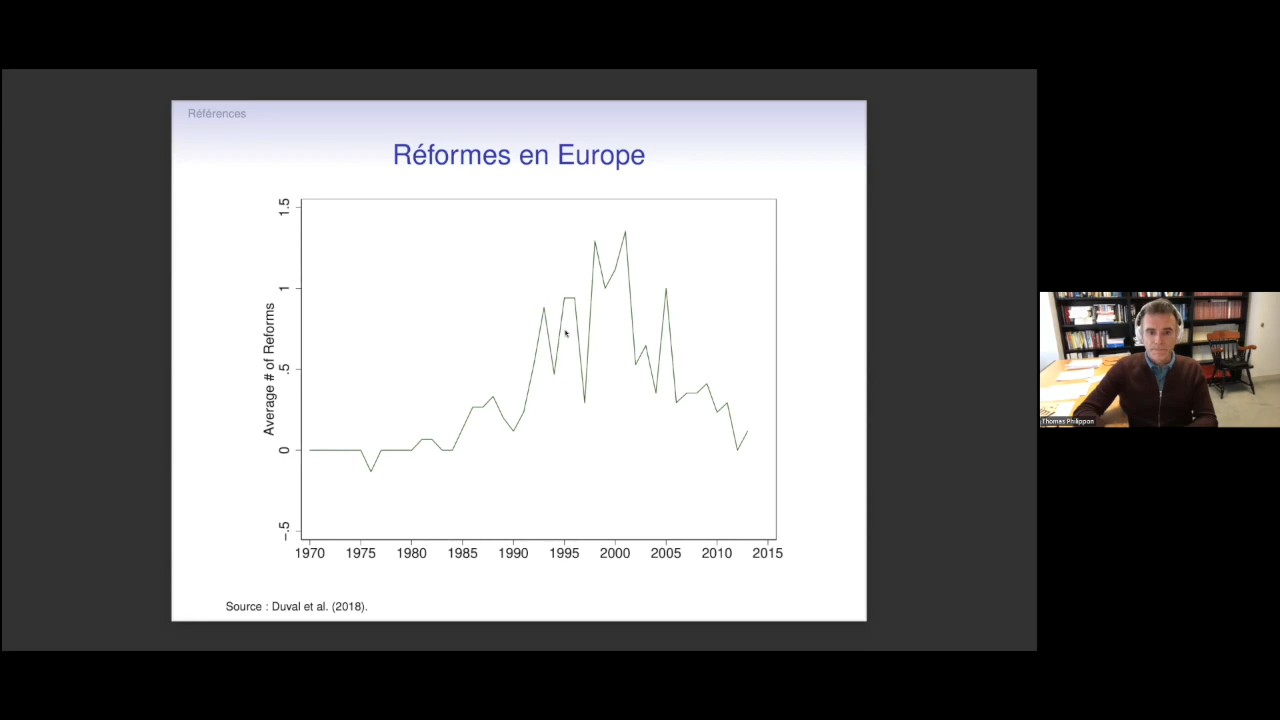 Références
Réformes en Europe
Average # of Reforms
1.5
1
.5
0
-.5
1970 1975 1980 1985 1990 1995 2000 2005 2010 2015
Source : Duval et al. (2018).
Thomas Philippon